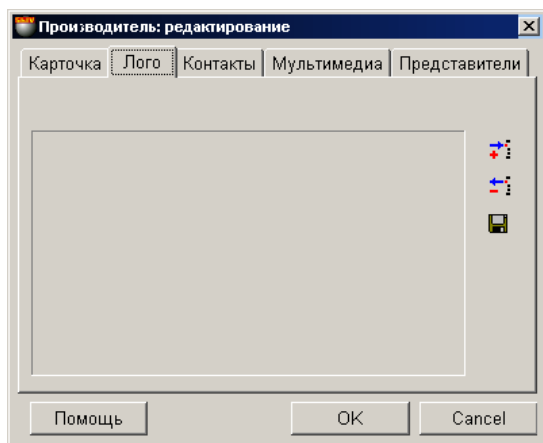 Производитель: редактирование
Карточка Лого Контакты Мультимедиа Представители
Помощь OK Cancel